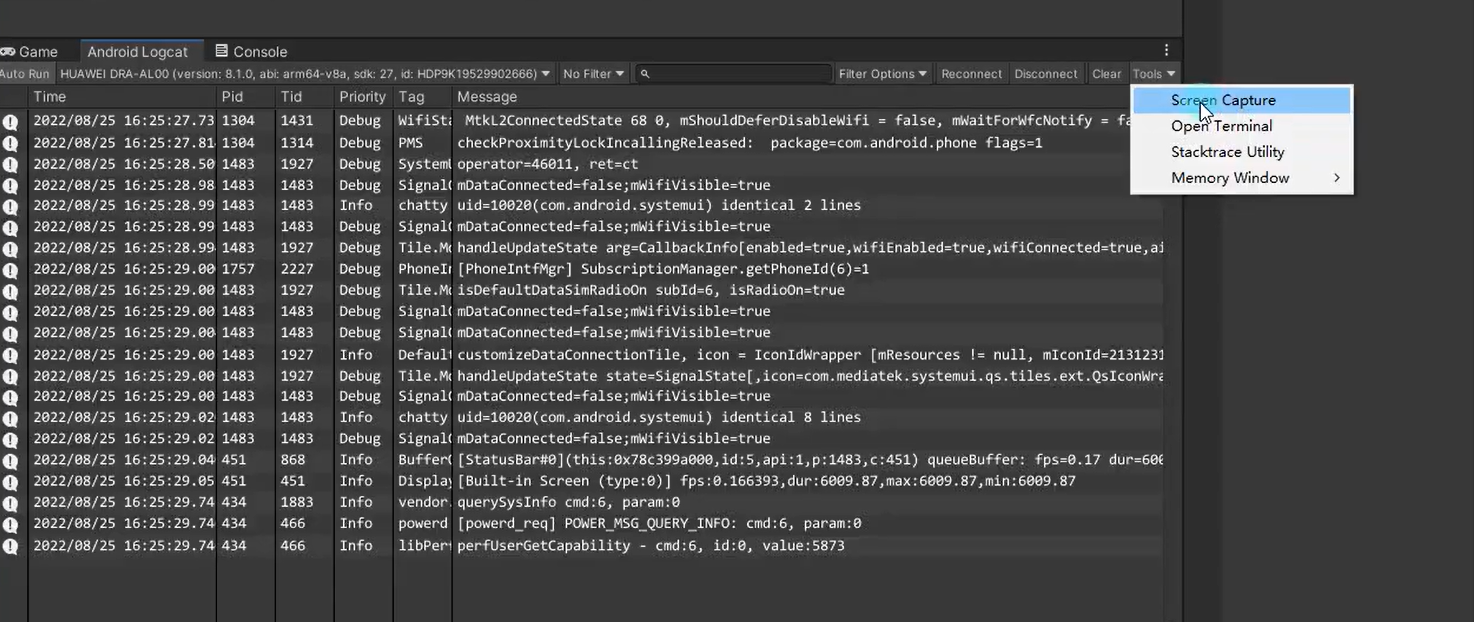 Game Android Logcat Console
Auto Run HUAWEI DRA-AL00 (version: 8.1.0, abi: arm64-v8a, sdk: 27, id: HDP9K19529902666) No Filter Filter Options Reconnect Disconnect Clear Tools
Time Pid Tid Priority Tag Message
Screen Capture
Open Terminal
Stacktrace Utility
Memory Window
2022/08/25 16:25:27.73 1304 1431 Debug WifiSta MtkL2ConnectedState 68 0, mShouldDeferDisableWifi = false, mWaitForWfcNotify = fa
2022/08/25 16:25:27.81 1304 1314 Debug PMS checkProximityLockIncallingReleased: package=com.android.phone flags=1
2022/08/25 16:25:28.50 1483 1927 Debug SystemU operator=46011, ret=ct
2022/08/25 16:25:28.98 1483 1483 Debug Signal mDataConnected=false;mWifiVisible=true
2022/08/25 16:25:28.99 1483 1483 Info chatty uid=10020(com.android.systemui) identical 2 lines
2022/08/25 16:25:28.99 1483 1483 Debug Signal mDataConnected=false;mWifiVisible=true
2022/08/25 16:25:28.99 1483 1927 Debug Tile.Mo handleUpdateState arg=CallbackInfo[enabled=true,wifiEnabled=true,wifiConnected=true,ai
2022/08/25 16:25:29.00 1757 2227 Debug PhoneIn [PhoneIntfMgr] SubscriptionManager.getPhoneId(6)=1
2022/08/25 16:25:29.00 1483 1927 Debug Tile.Mo isDefaultDataSimRadioOn subId=6, isRadioOn=true
2022/08/25 16:25:29.00 1483 1483 Debug Signal mDataConnected=false;mWifiVisible=true
2022/08/25 16:25:29.00 1483 1483 Debug Signal mDataConnected=false;mWifiVisible=true
2022/08/25 16:25:29.00 1483 1927 Info Default customizeDataConnectionTile, icon = IconIdWrapper [mResources != null, mIconId=2131231
2022/08/25 16:25:29.00 1483 1927 Debug Tile.Mo handleUpdateState state=SignalState[,icon=com.mediatek.systemui.qs.tiles.ext.QsIconWra
2022/08/25 16:25:29.00 1483 1483 Debug Signal mDataConnected=false;mWifiVisible=true
2022/08/25 16:25:29.02 1483 1483 Info chatty uid=10020(com.android.systemui) identical 8 lines
2022/08/25 16:25:29.02 1483 1483 Debug Signal mDataConnected=false;mWifiVisible=true
2022/08/25 16:25:29.04 451 868 Info Buffer [StatusBar#0](this:0x78c399a000,id:5,api:1,p:1483,c:451) queueBuffer: fps=0.17 dur=600
2022/08/25 16:25:29.05 451 451 Info Display [Built-in Screen (type:0)] fps:0.166393,dur:6009.87,max:6009.87,min:6009.87
2022/08/25 16:25:29.74 434 1883 Info vendor. querySysInfo cmd:6, param:0
2022/08/25 16:25:29.74 434 466 Info powerd [powerd_req] POWER_MSG_QUERY_INFO: cmd:6, param:0
2022/08/25 16:25:29.74 434 466 Info libPer perfUserGetCapability - cmd:6, id:0, value:5873